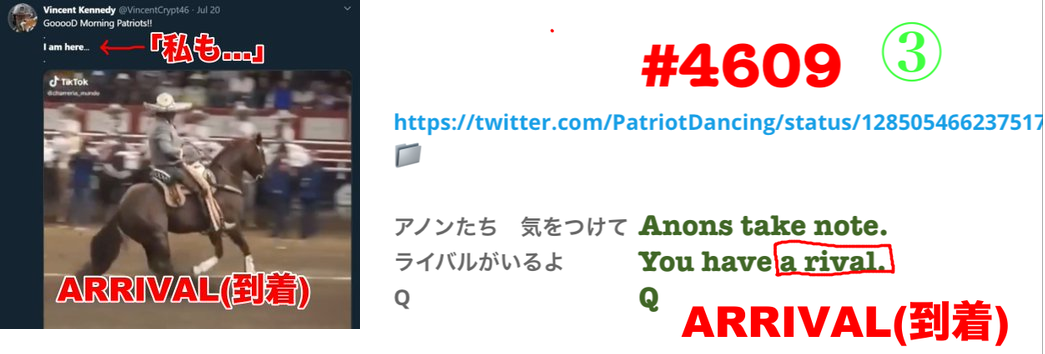 Vincent Kennedy @VincentCrypt46 · Jul 20
GooooD Morning Patriots!!
.
I am here...
「私も...」
.
TikTok
@charreria_mundo
ARRIVAL(到着)
#4609 ③
https://twitter.com/PatriotDancing/status/128505466237517
アノンたち 気をつけて Anons take note.
ライバルがいるよ You have a rival.
Q Q
ARRIVAL(到着)